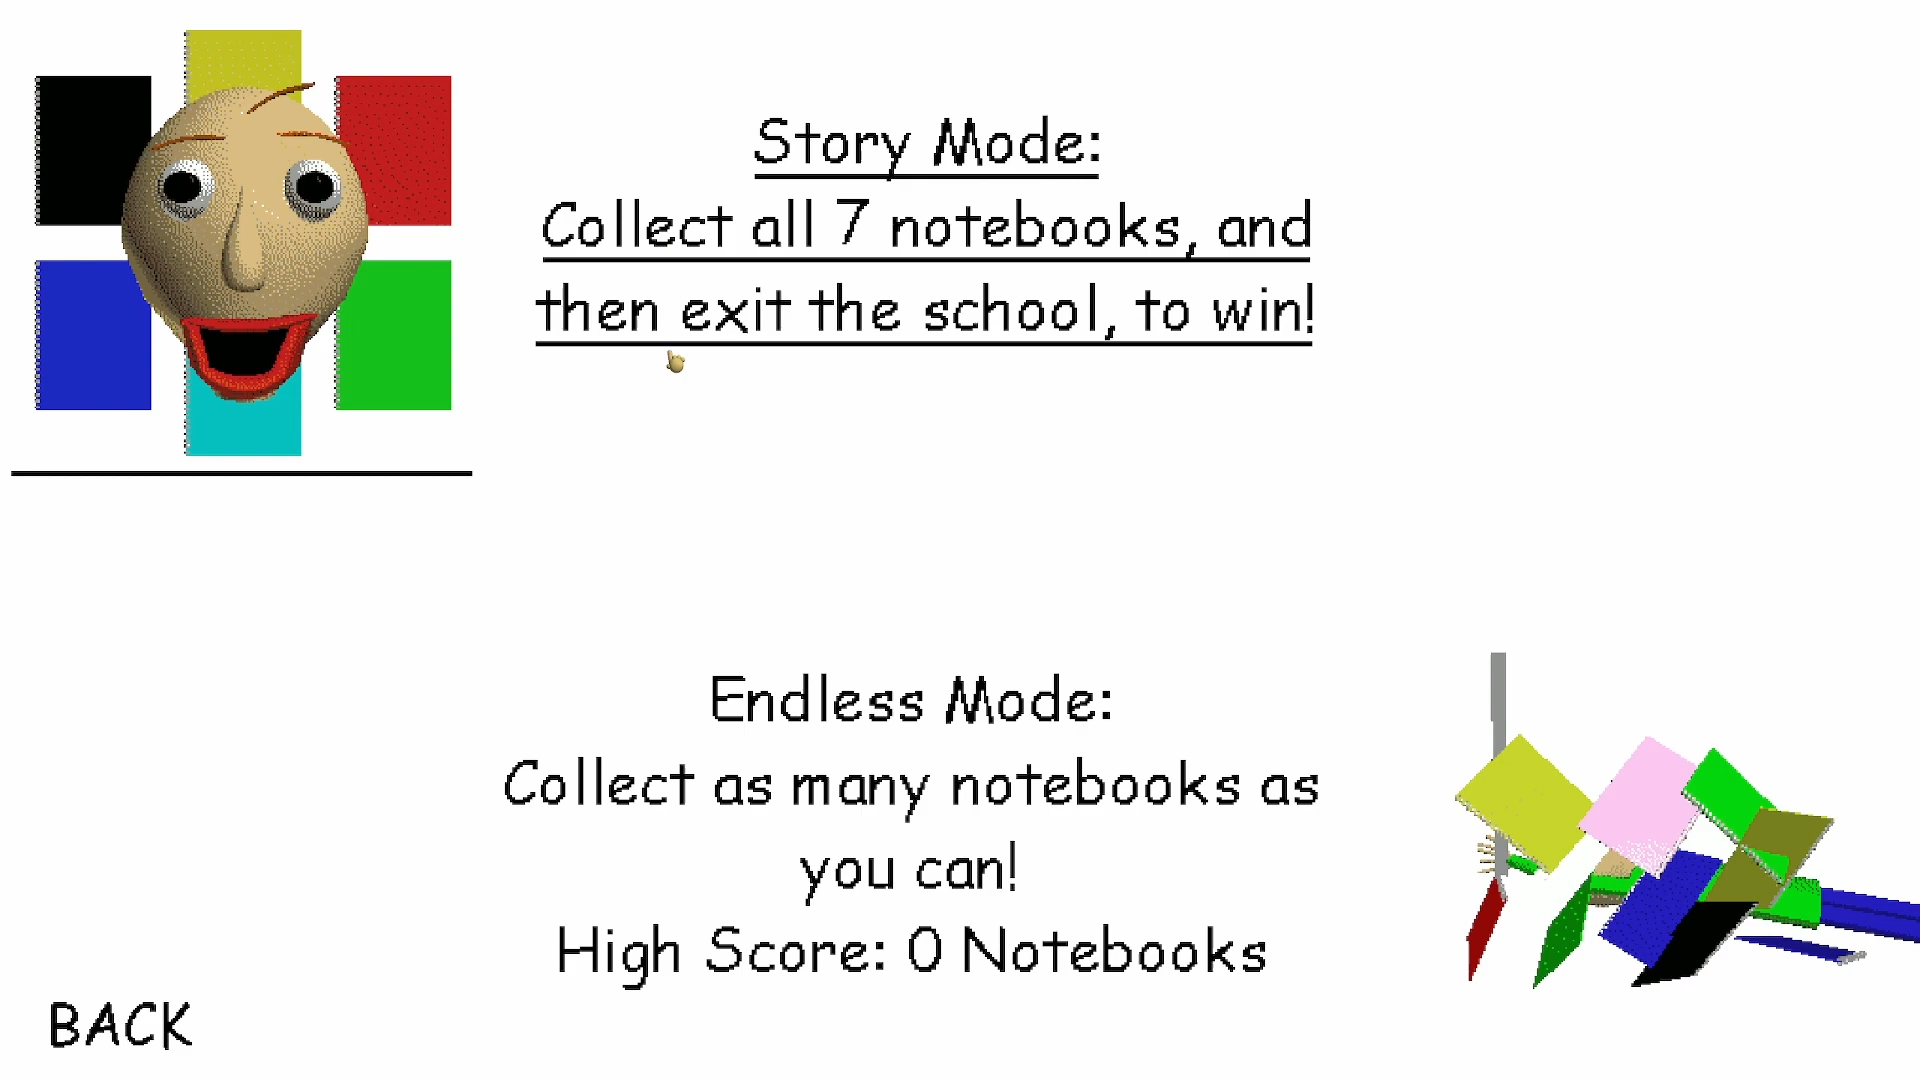 Story Mode:
Collect all 7 notebooks, and
then exit the school, to win!
Endless Mode:
Collect as many notebooks as
you can!
High Score: 0 Notebooks
BACK